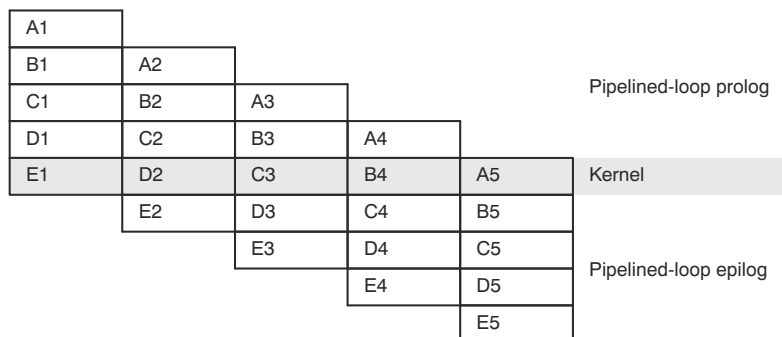 A1
B1 A2
Pipelined-loop prolog
C1 B2 A3
D1 C2 B3 A4
E1 D2 C3 B4 A5 Kernel
E2 D3 C4 B5
E3 D4 C5
Pipelined-loop epilog
E4 D5
E5